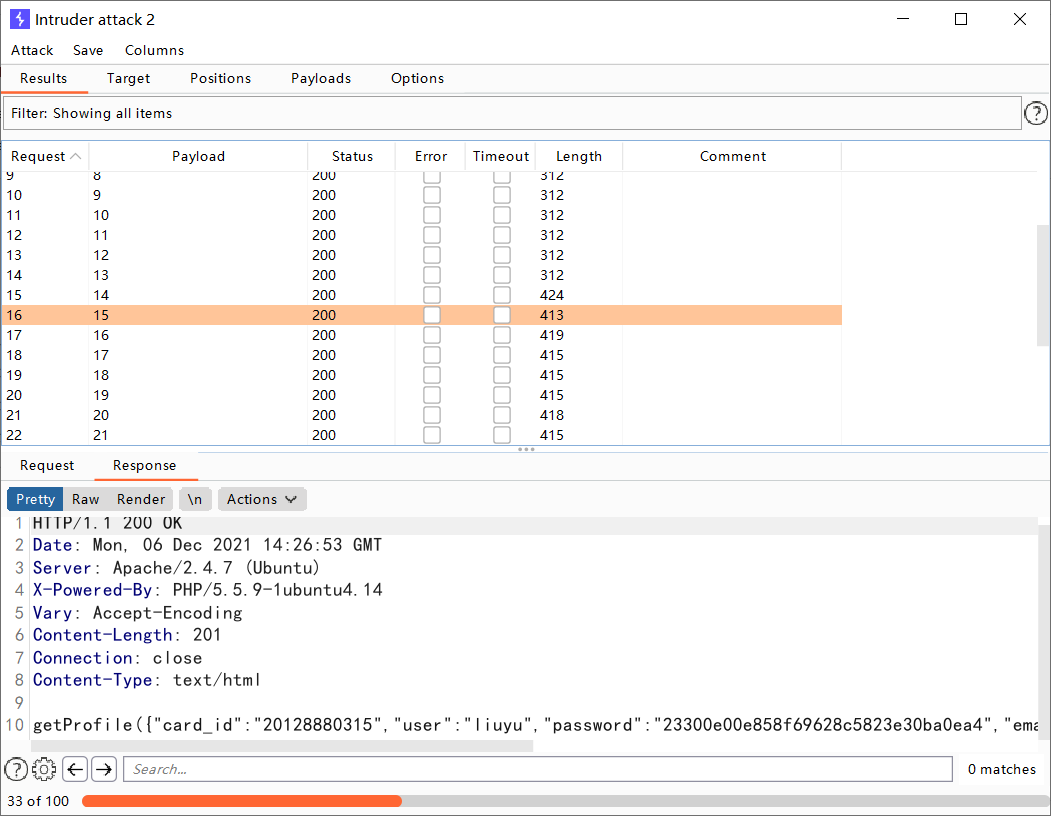 Intruder attack 2
Attack Save Columns
Results Target Positions Payloads Options
Filter: Showing all items
Request Payload Status Error Timeout Length Comment
9 8 200 312
10 9 200 312
11 10 200 312
12 11 200 312
13 12 200 312
14 13 200 312
15 14 200 424
16 15 200 413
17 16 200 419
18 17 200 415
19 18 200 415
20 19 200 415
21 20 200 418
22 21 200 415
Request Response
Pretty Raw Render \n Actions
1 HTTP/1.1 200 OK
2 Date: Mon, 06 Dec 2021 14:26:53 GMT
3 Server: Apache/2.4.7 (Ubuntu)
4 X-Powered-By: PHP/5.5.9-1ubuntu4.14
5 Vary: Accept-Encoding
6 Content-Length: 201
7 Connection: close
8 Content-Type: text/html
9
10 getProfile({"card_id":"20128880315","user":"liuyu","password":"23300e00e858f69628c5823e30ba0ea4","ema
Search... 0 matches
33 of 100